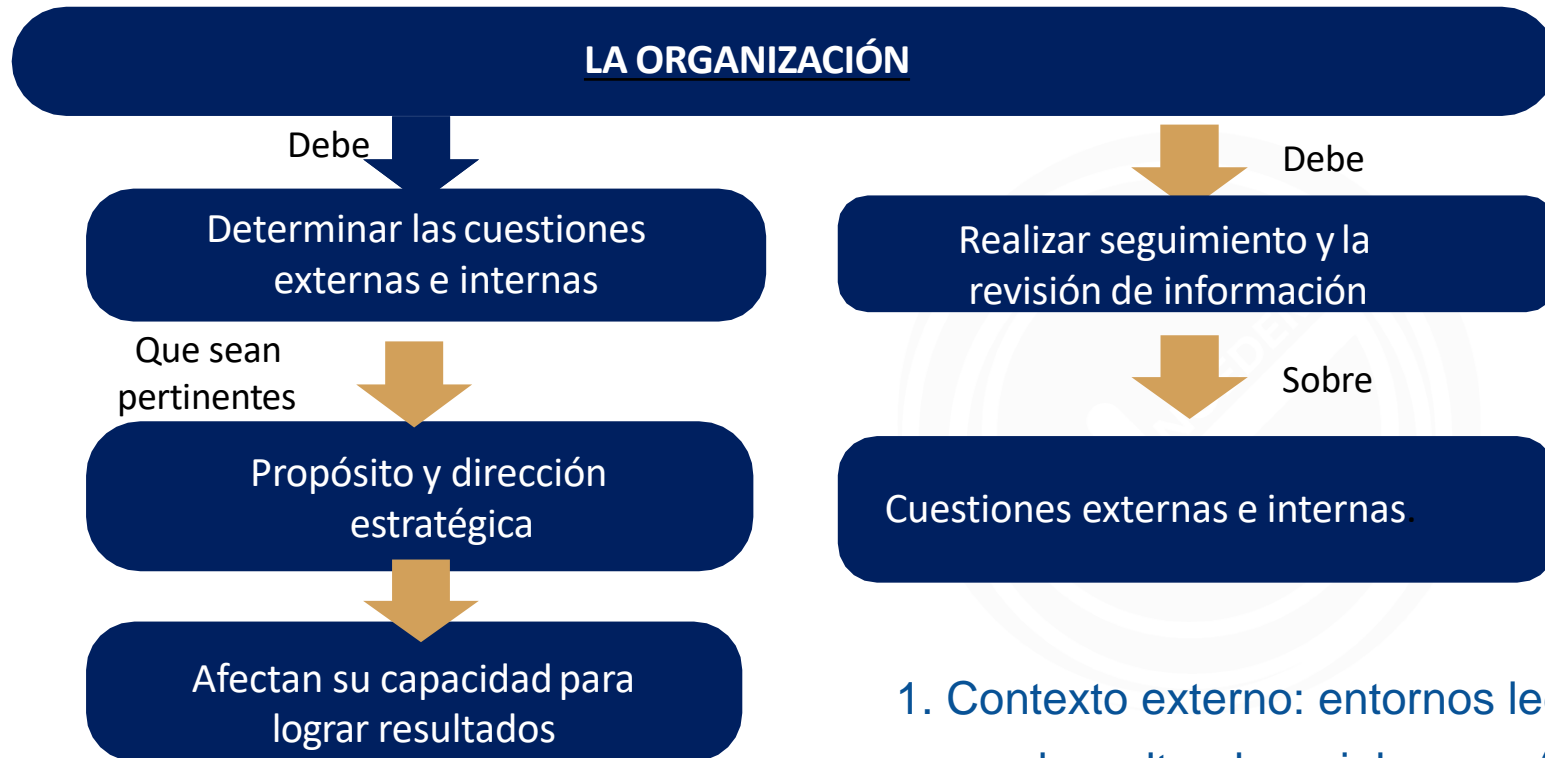 LA ORGANIZACIÓN
Debe
Determinar las cuestiones
externas e internas
Que sean
pertinentes
Propósito y dirección
estratégica
Afectan su capacidad para
lograr resultados
Debe
Realizar seguimiento y la
revisión de información
Sobre
Cuestiones externas e internas.
1. Contexto externo: entornos